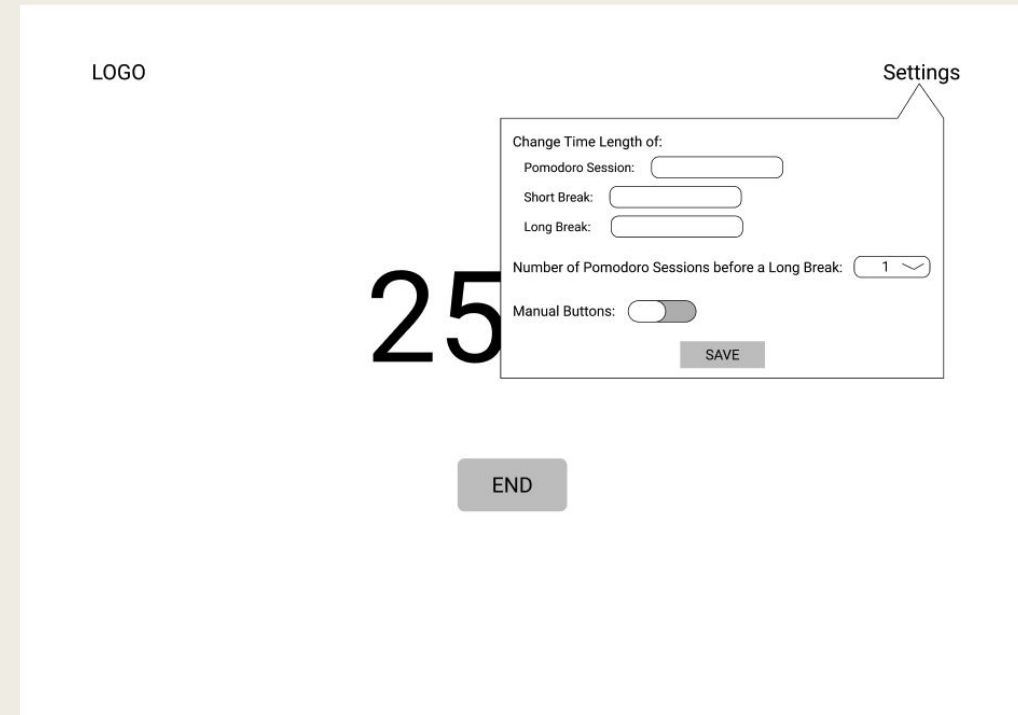 LOGO
Settings
Change Time Length of:
Pomodoro Session:
Short Break:
Long Break:
Number of Pomodoro Sessions before a Long Break: 1
Manual Buttons:
SAVE
25
END